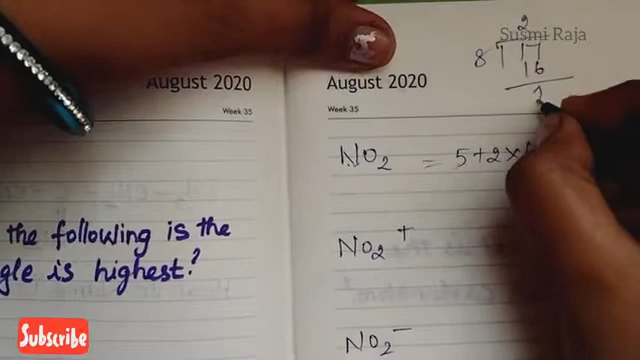 August 2020
Week 35
the following is the
gle is highest?
Subscribe
Susmi Raja
2
8 17
16
1
August 2020
Week 35
NO₂ = 5+2×
NO₂⁺
NO₂⁻